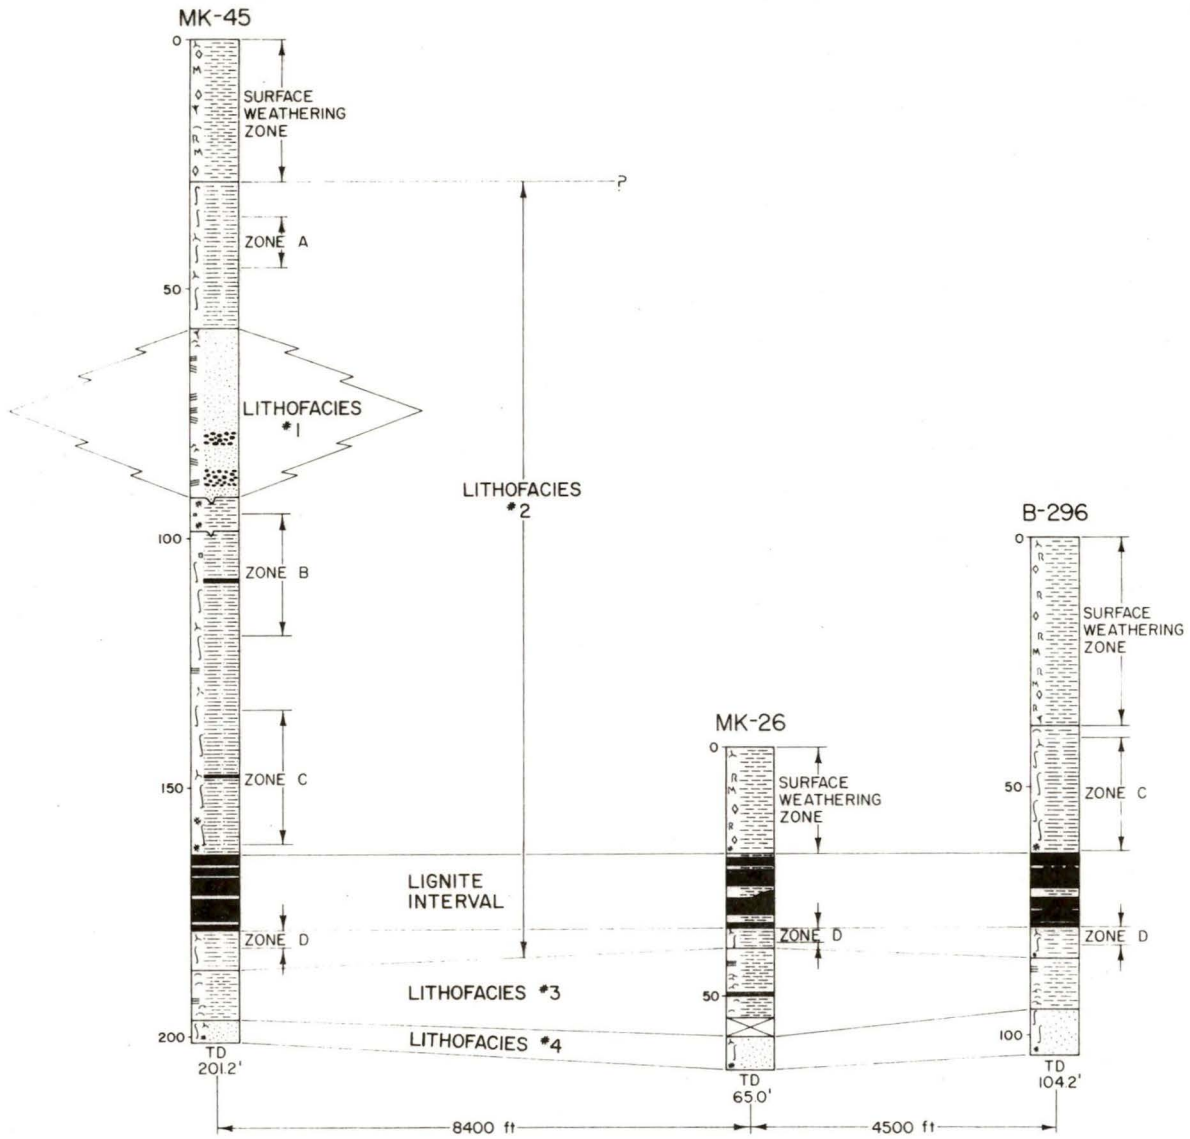 MK-45
0
SURFACE
WEATHERING
ZONE
?
ZONE A
50
LITHOFACIES
#1
LITHOFACIES
#2
100
ZONE B
B-296
0
SURFACE
WEATHERING
ZONE
MK-26
0
ZONE C
150
SURFACE
WEATHERING
ZONE
50
ZONE C
LIGNITE
INTERVAL
ZONE D
ZONE D
ZONE D
LITHOFACIES #3
50
200
LITHOFACIES #4
100
TD
201.2'
TD
65.0'
TD
104.2'
8400 ft
4500 ft